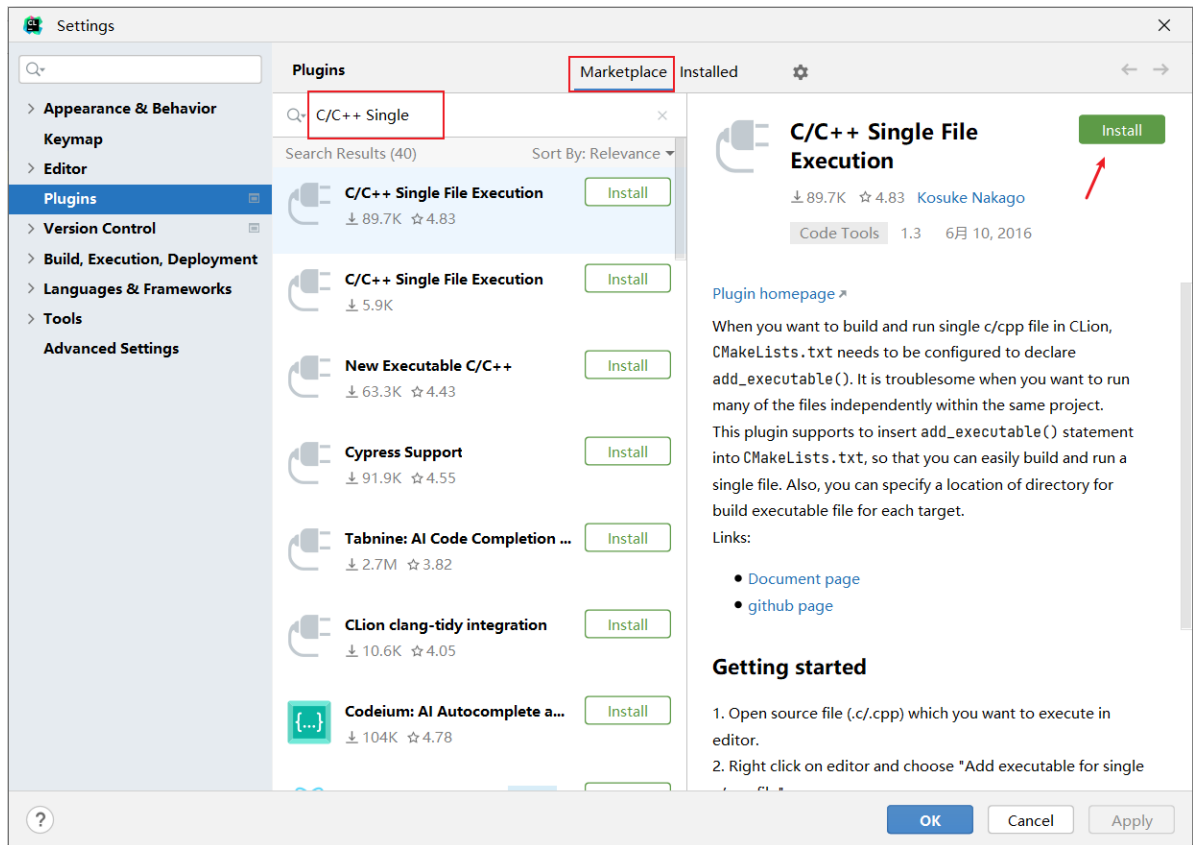 Settings
Plugins
Marketplace Installed
Appearance & Behavior
Keymap
Editor
Plugins
Version Control
Build, Execution, Deployment
Languages & Frameworks
Tools
Advanced Settings
C/C++ Single
Search Results (40) Sort By: Relevance
C/C++ Single File Execution Install
89.7K 4.83
C/C++ Single File Execution Install
5.9K
New Executable C/C++ Install
63.3K 4.43
Cypress Support Install
91.9K 4.55
Tabnine: AI Code Completion ... Install
2.7M 3.82
CLion clang-tidy integration Install
10.6K 4.05
{...}
Codeium: AI Autocomplete a... Install
104K 4.78
C/C++ Single File
Execution
Install
89.7K 4.83 Kosuke Nakago
Code Tools 1.3 6月 10, 2016
Plugin homepage
When you want to build and run single c/cpp file in CLion,
CMakeLists.txt needs to be configured to declare
add_executable(). It is troublesome when you want to run
many of the files independently within the same project.
This plugin supports to insert add_executable() statement
into CMakeLists.txt, so that you can easily build and run a
single file. Also, you can specify a location of directory for
build executable file for each target.
Links:
Document page
github page
Getting started
1. Open source file (.c/.cpp) which you want to execute in
editor.
2. Right click on editor and choose "Add executable for single
? OK Cancel Apply